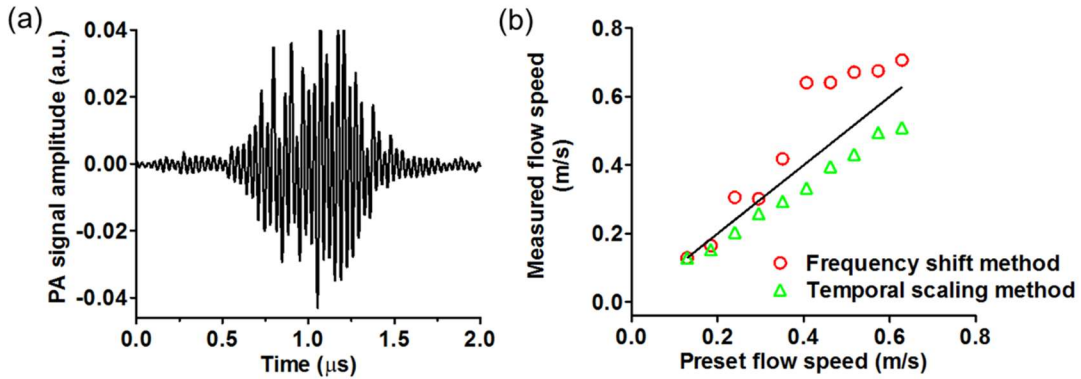 (a)
PA signal amplitude (a.u.)
0.04
0.02
0.00
-0.02
-0.04
0.0 0.5 1.0 1.5 2.0
Time (μs)
(b)
Measured flow speed
(m/s)
0.8
0.6
0.4
0.2
0.0
Frequency shift method
Temporal scaling method
0.0 0.2 0.4 0.6 0.8
Preset flow speed (m/s)